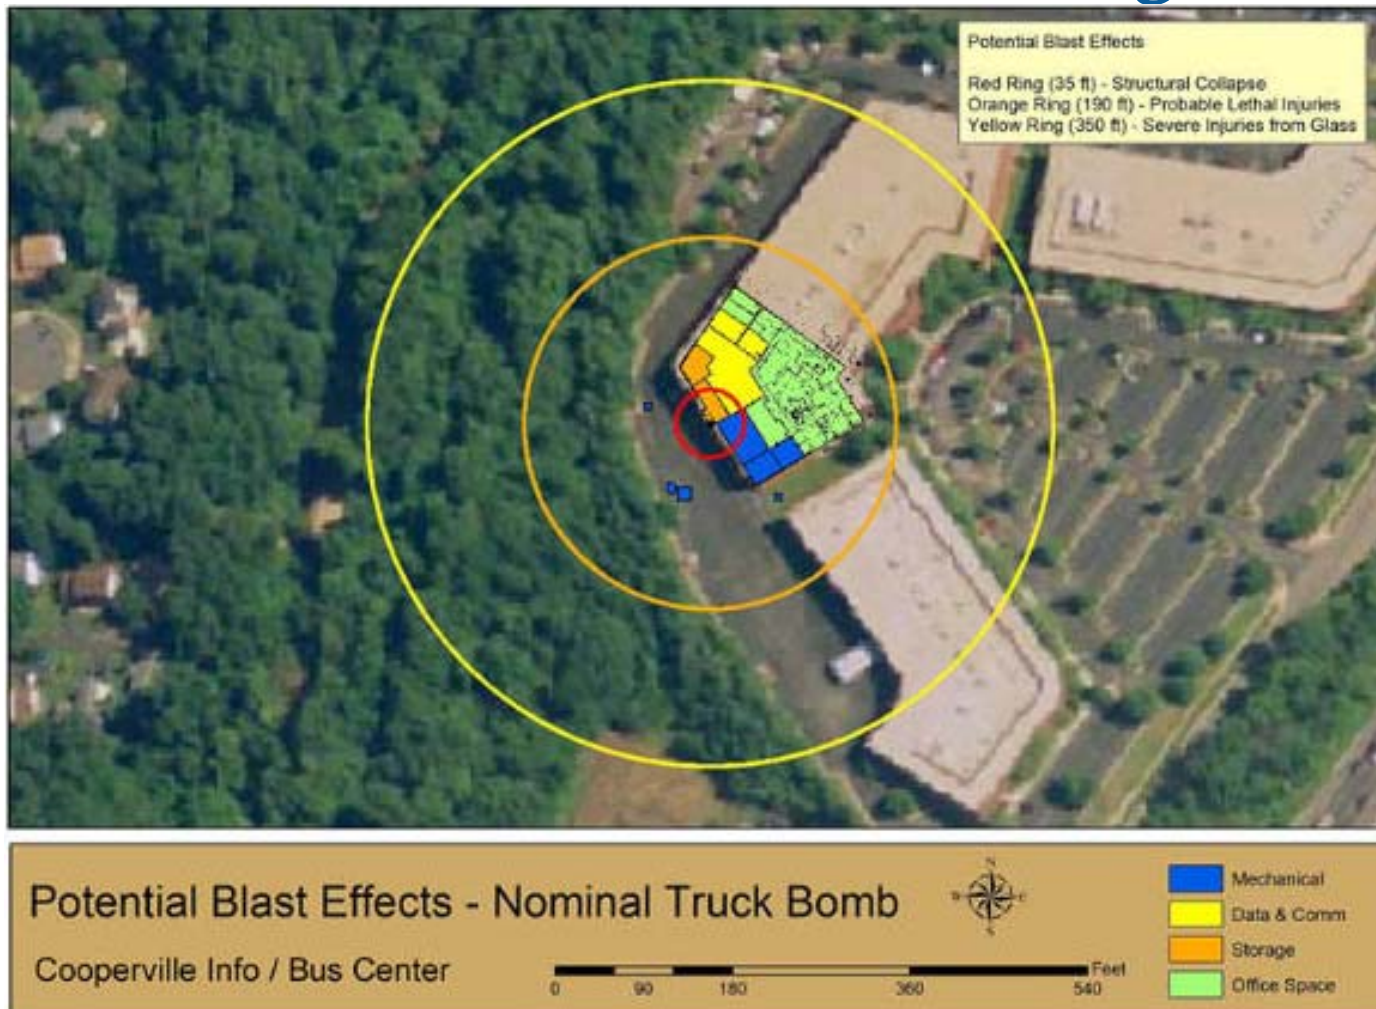 Potential Blast Effects
Red Ring (35 ft) - Structural Collapse
Orange Ring (190 ft) - Probable Lethal Injuries
Yellow Ring (350 ft) - Severe Injuries from Glass
Potential Blast Effects - Nominal Truck Bomb
Cooperville Info / Bus Center
N
W
E
S
0
90
180
360
540
Feet
Mechanical
Data & Comm
Storage
Office Space